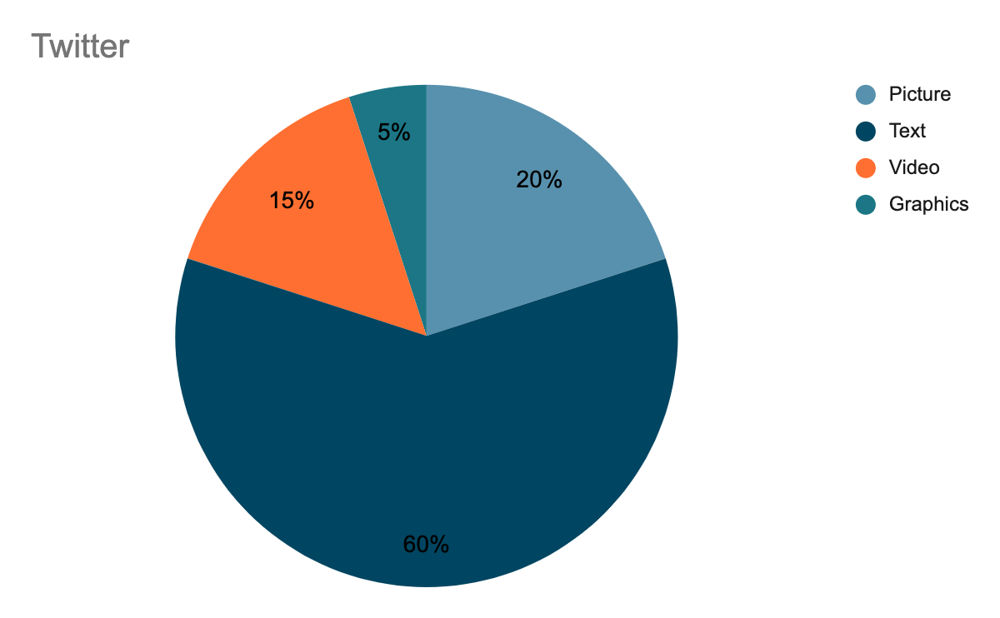 Twitter
Picture
Text
Video
Graphics
5%
20%
15%
60%